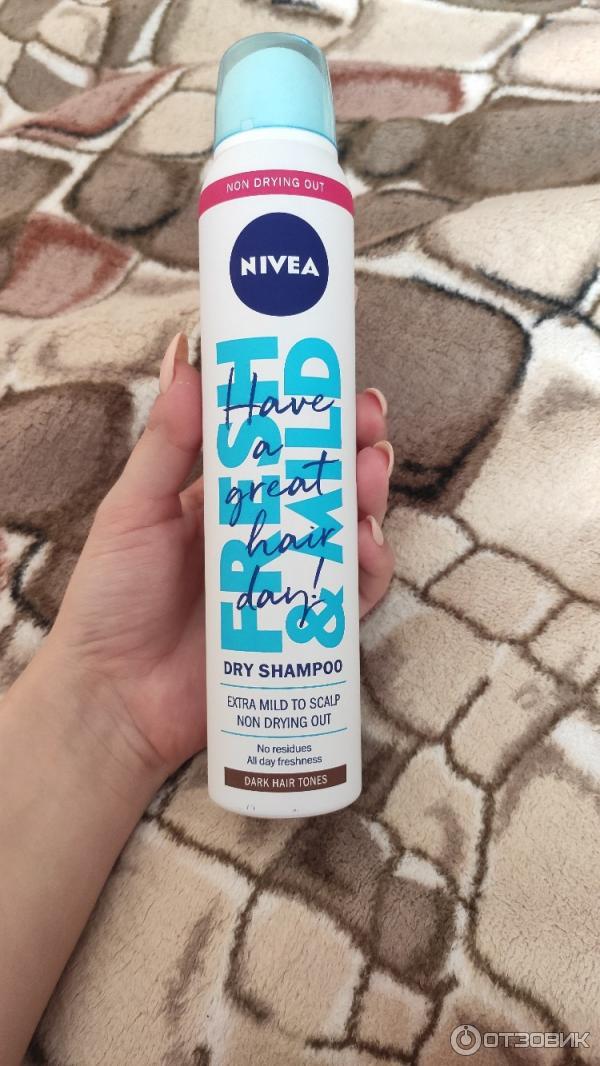 NON DRYING OUT
NIVEA
FRESH
& MILD
Have
a
great
hair
day!
DRY SHAMPOO
EXTRA MILD TO SCALP
NON DRYING OUT
No residues
All day freshness
DARK HAIR TONES
ОТЗОВИК